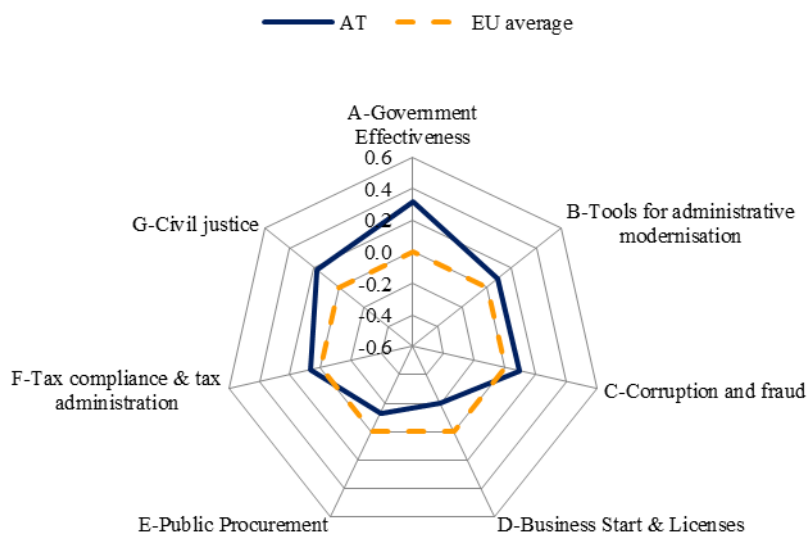 AT
EU average
A-Government
Effectiveness
0.6
0.4
0.2
0.0
-0.2
-0.4
-0.6
B-Tools for administrative
modernisation
G-Civil justice
C-Corruption and fraud
F-Tax compliance & tax
administration
E-Public Procurement
D-Business Start & Licenses